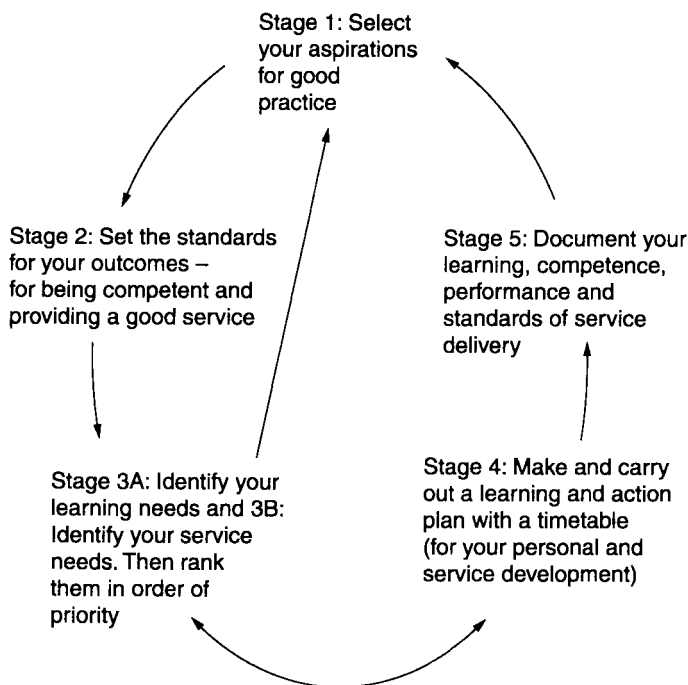 Stage 1: Select
your aspirations
for good
practice
Stage 2: Set the standards
for your outcomes –
for being competent and
providing a good service
Stage 3A: Identify your
learning needs and 3B:
Identify your service
needs. Then rank
them in order of
priority
Stage 4: Make and carry
out a learning and action
plan with a timetable
(for your personal and
service development)
Stage 5: Document your
learning, competence,
performance and
standards of service
delivery